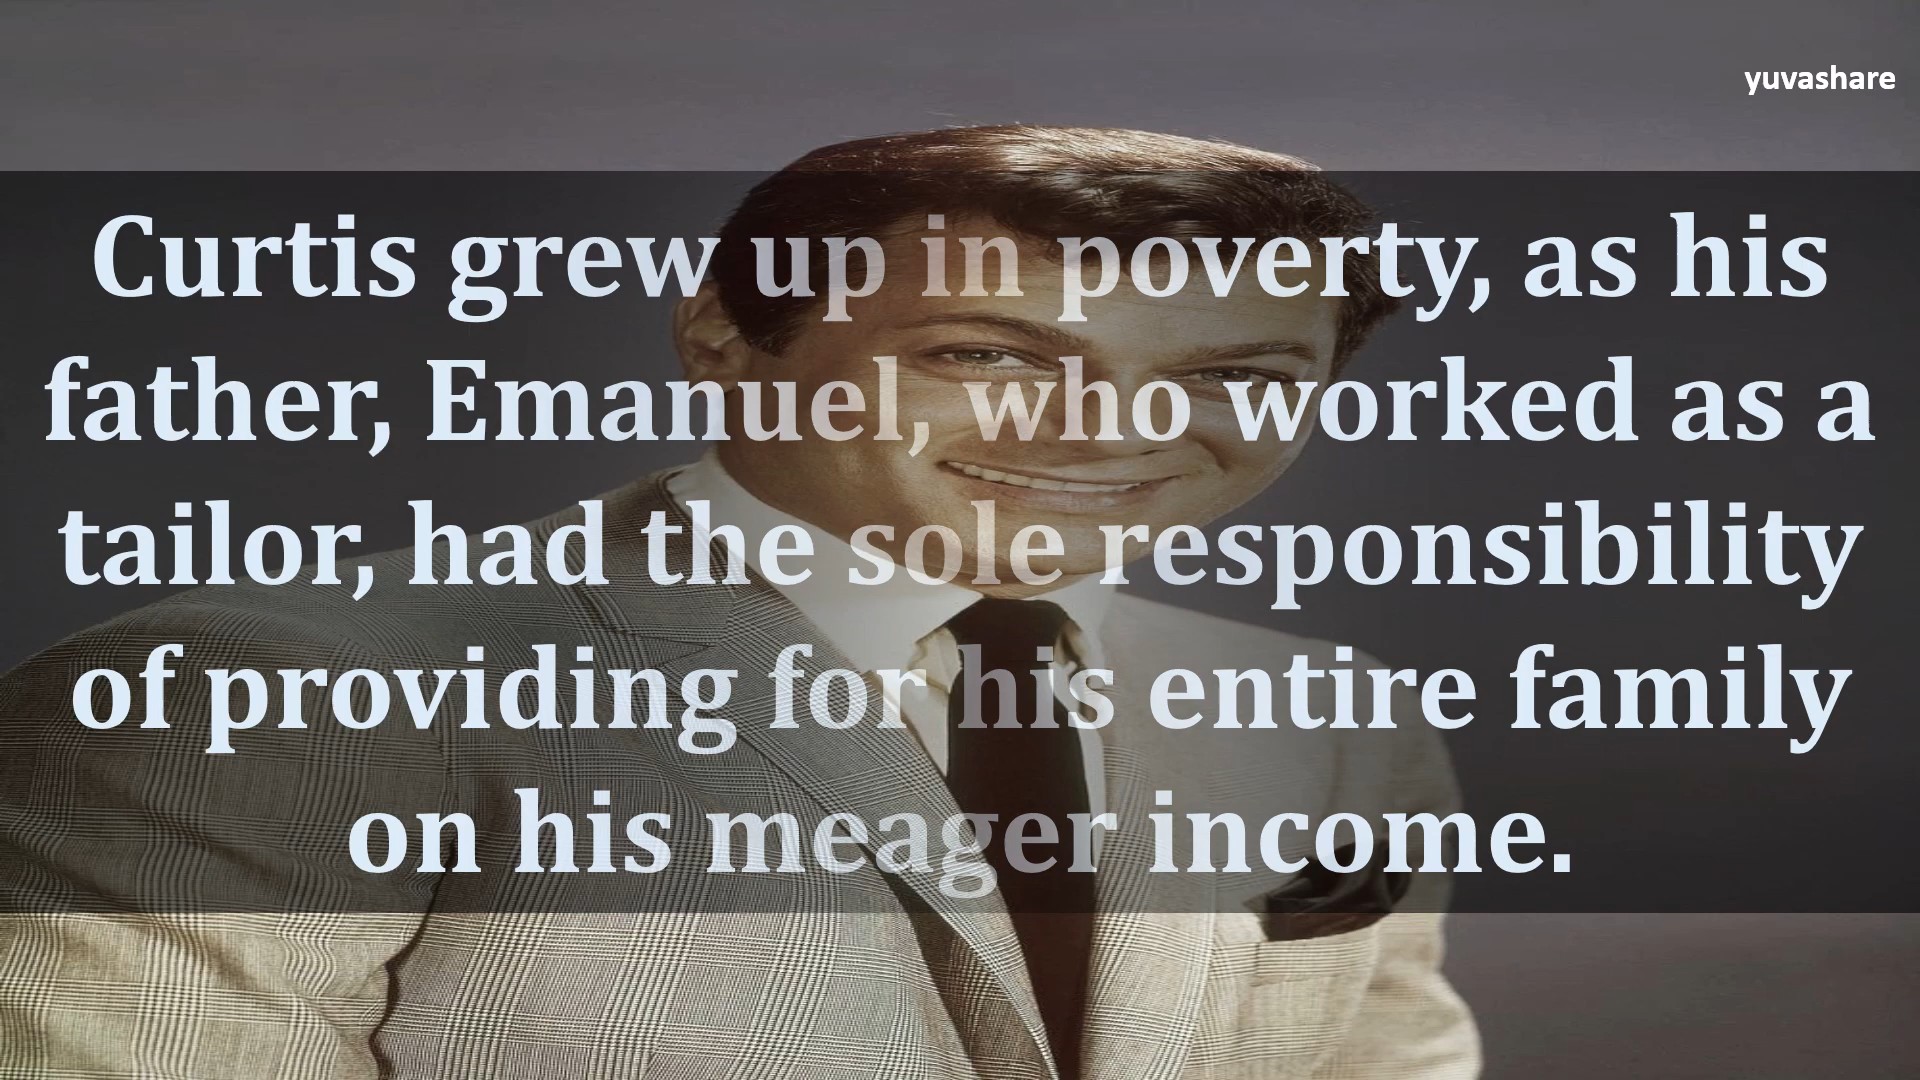 yuvashare
Curtis grew up in poverty, as his
father, Emanuel, who worked as a
tailor, had the sole responsibility
of providing for his entire family
on his meager income.